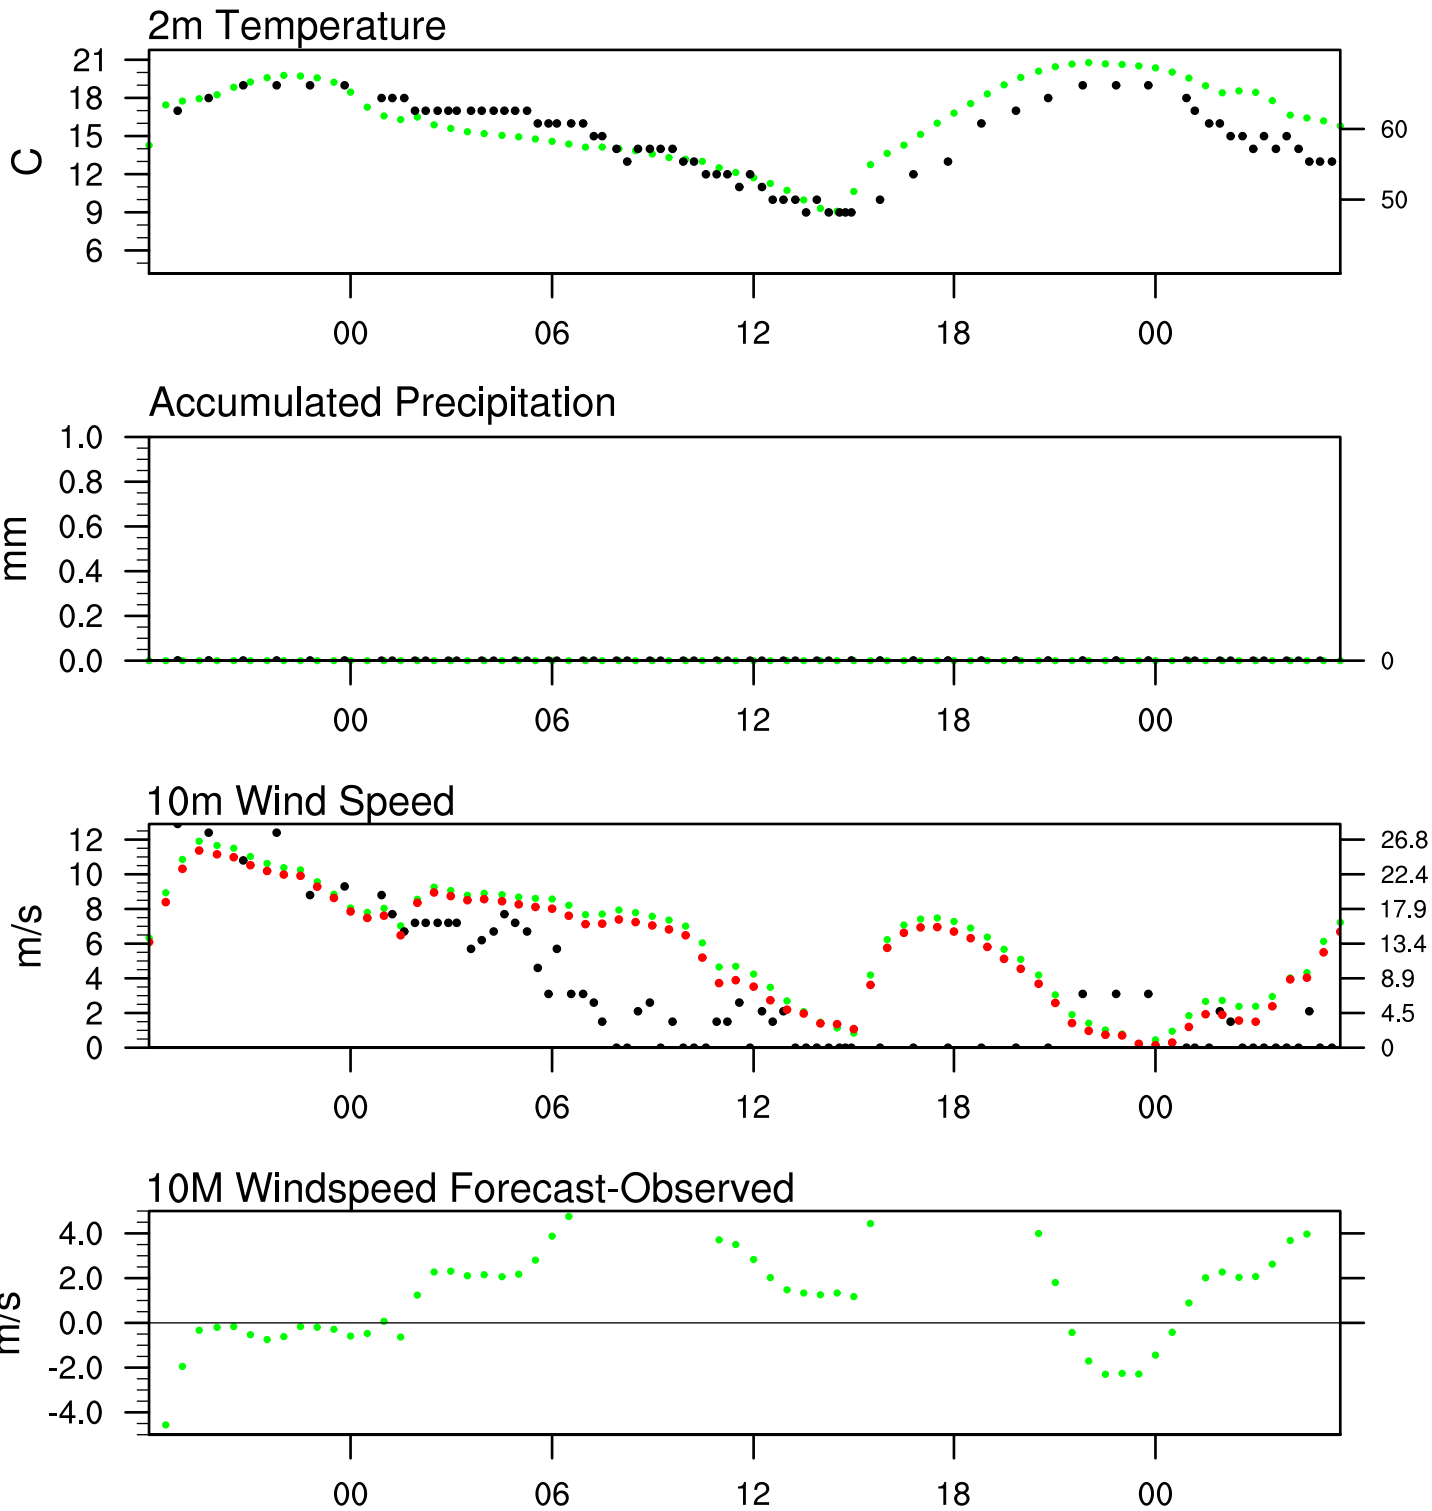 2m Temperature
21
18
15
12
9
6
C
60
50
00 06 12 18 00
Accumulated Precipitation
1.0
0.8
0.6
0.4
0.2
0.0
mm
0
00 06 12 18 00
10m Wind Speed
12
10
8
6
4
2
0
m/s
26.8
22.4
17.9
13.4
8.9
4.5
0
00 06 12 18 00
10M Windspeed Forecast-Observed
4.0
2.0
0.0
-2.0
-4.0
m/s
00 06 12 18 00